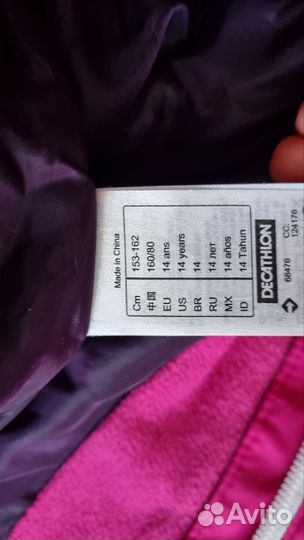 Made in China
Cm 153-162
中国 160/80
EU 14 ans
US 14 years
BR 14
RU 14 лет
MX 14 años
ID 14 Tahun
DECATHLON
68476
CC:
124176
Avito